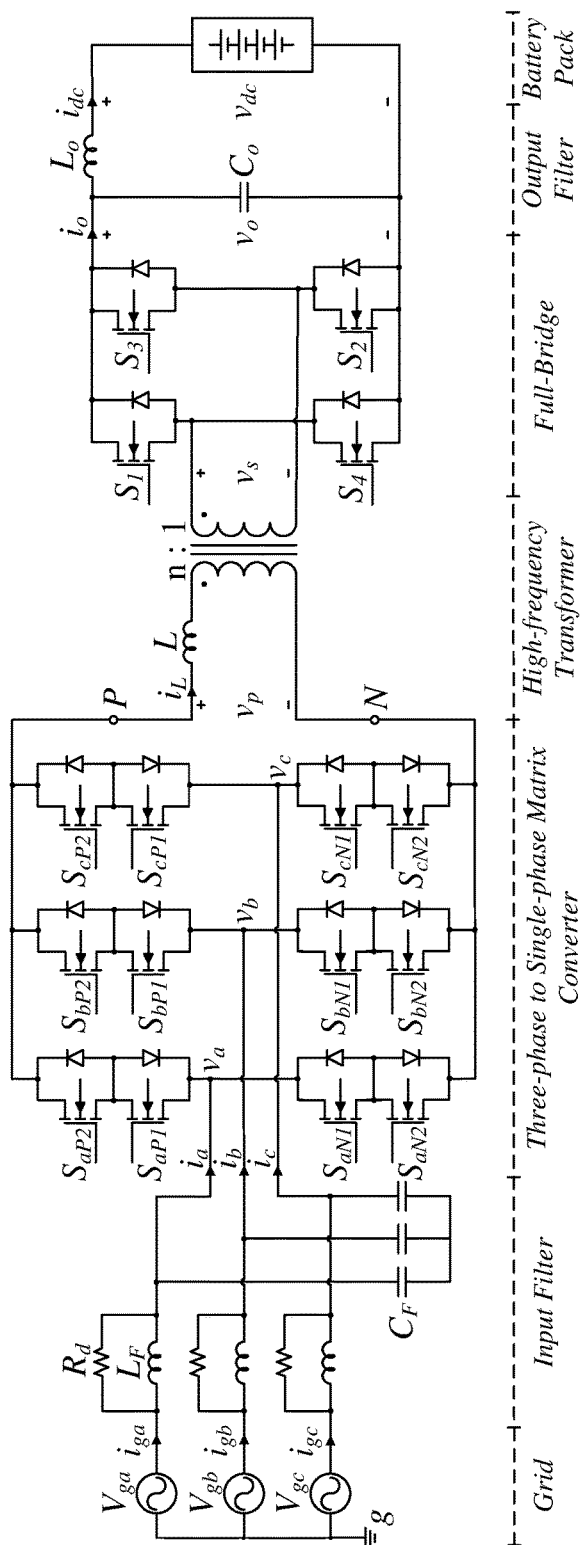 V_ga
V_gb
V_gc
g
i_ga
i_gb
i_gc
R_d
L_F
C_F
i_a
i_b
i_c
S_aP2
S_aP1
S_bP2
S_bP1
S_cP2
S_cP1
v_a
v_b
v_c
S_aN1
S_aN2
S_bN1
S_bN2
S_cN1
S_cN2
P
N
i_L
L
+
v_p
-
n : 1
+
v_s
-
S_1
S_3
S_4
S_2
i_o
+
v_o
-
C_o
L_o
i_dc
+
v_dc
-
Grid
Input Filter
Three-phase to Single-phase Matrix
Converter
High-frequency
Transformer
Full-Bridge
Output
Filter
Battery
Pack